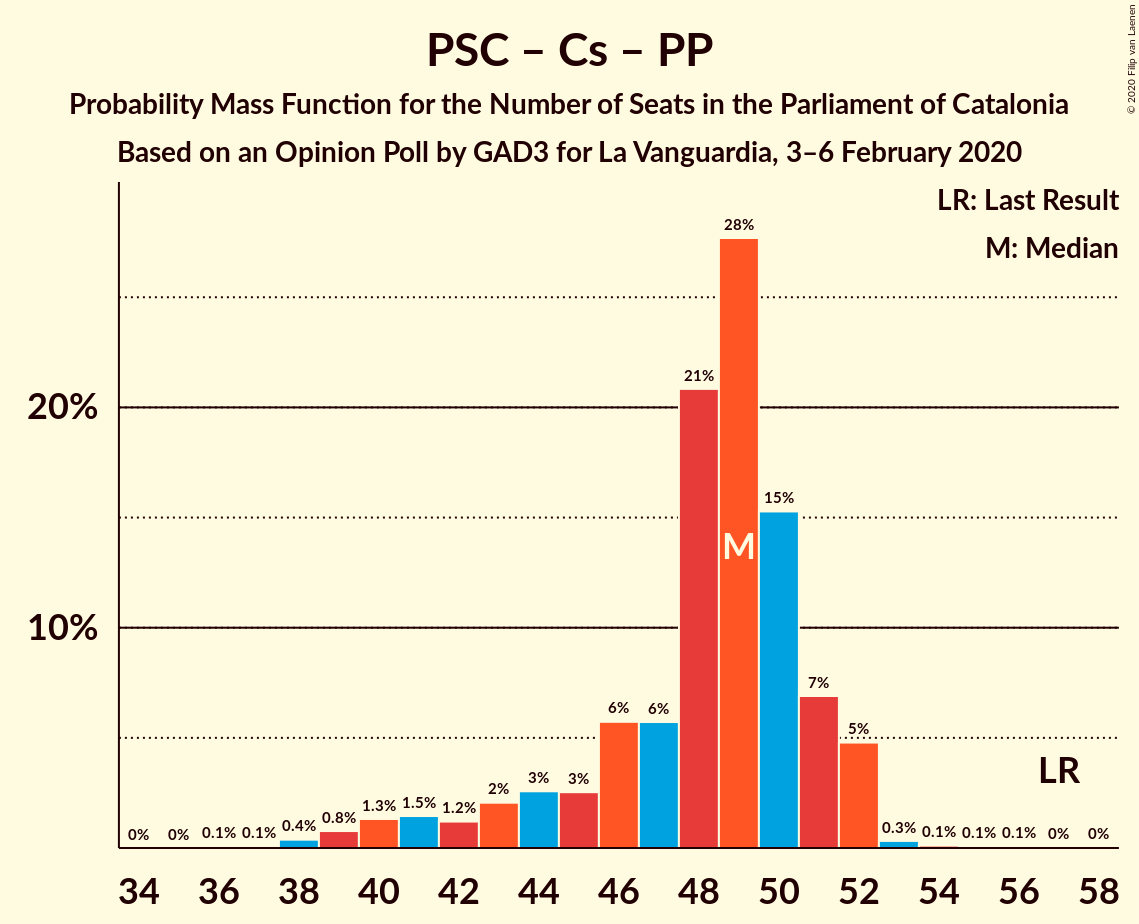 PSC – Cs – PP
Probability Mass Function for the Number of Seats in the Parliament of Catalonia
Based on an Opinion Poll by GAD3 for La Vanguardia, 3–6 February 2020
© 2020 Filip van Laenen
LR: Last Result
M: Median
28%
21%
20%
15%
M
10%
7%
6% 6%
5%
3% 3%
2%
LR
0% 0% 0.1% 0.1% 0.4% 0.8% 1.3% 1.5% 1.2% 0.3% 0.1% 0.1% 0.1% 0% 0%
34 36 38 40 42 44 46 48 50 52 54 56 58